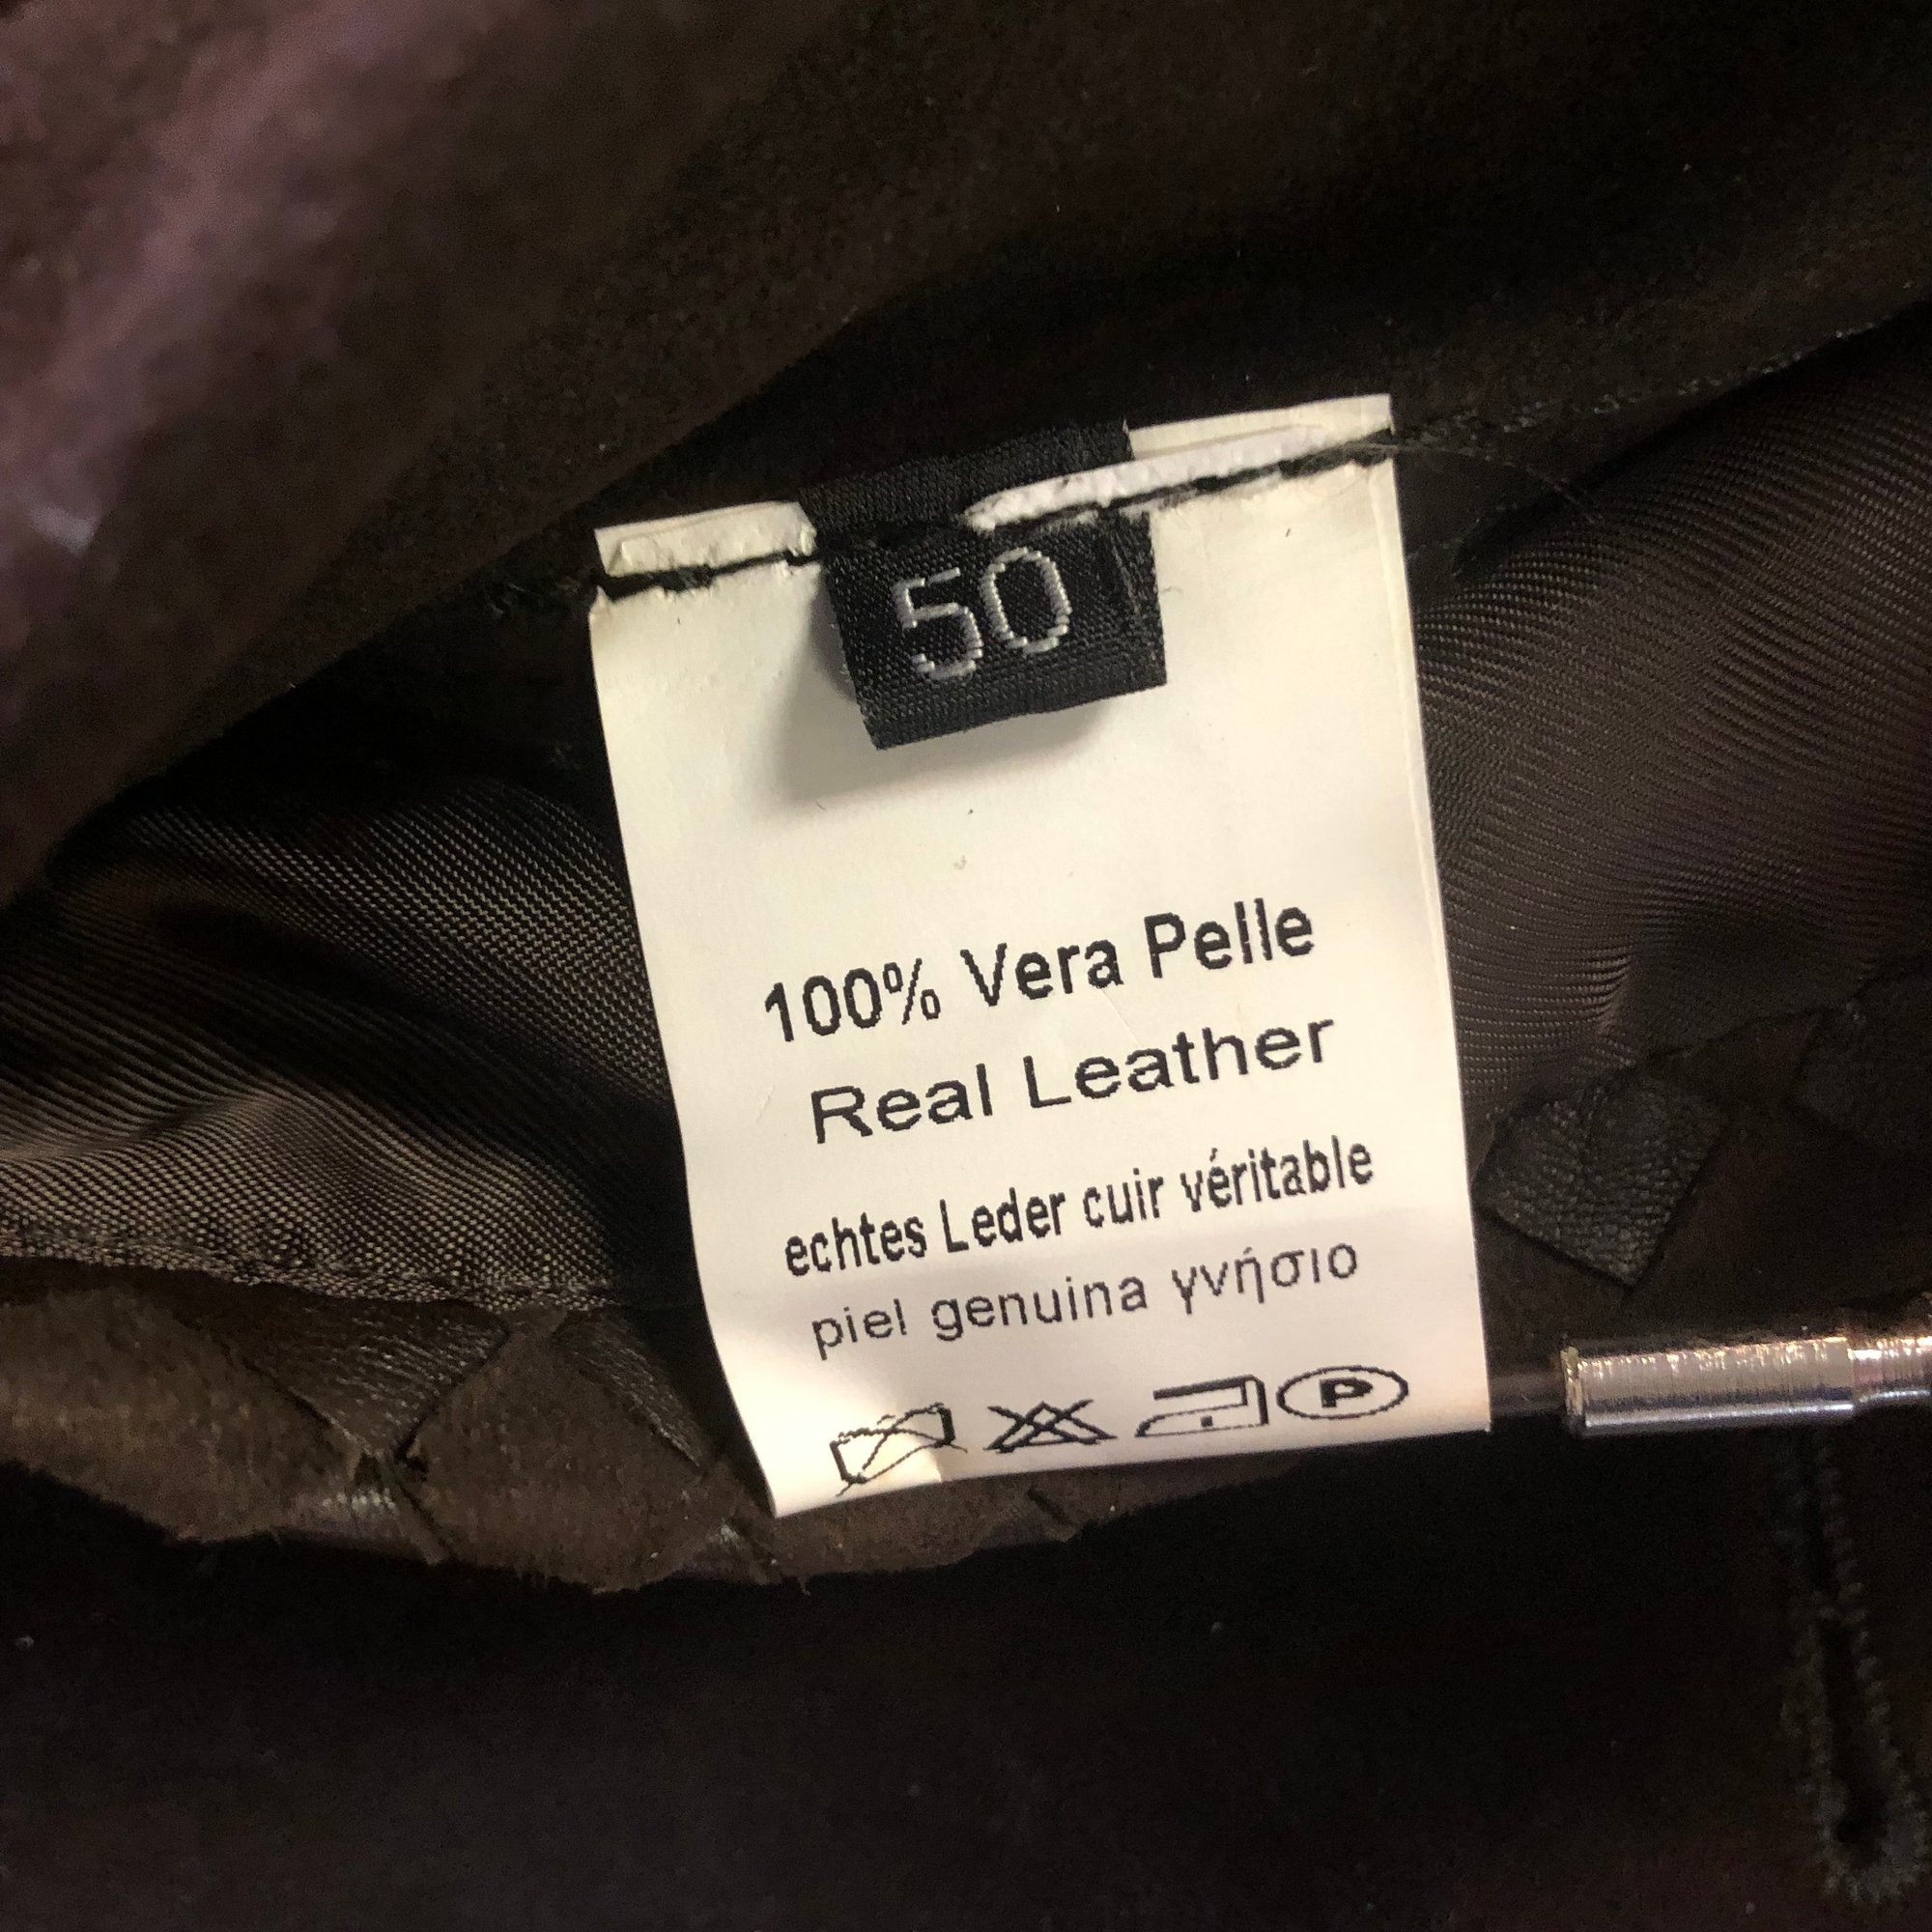 50
100% Vera Pelle
Real Leather
echtes Leder cuir véritable
piel genuina γνήσιο
P